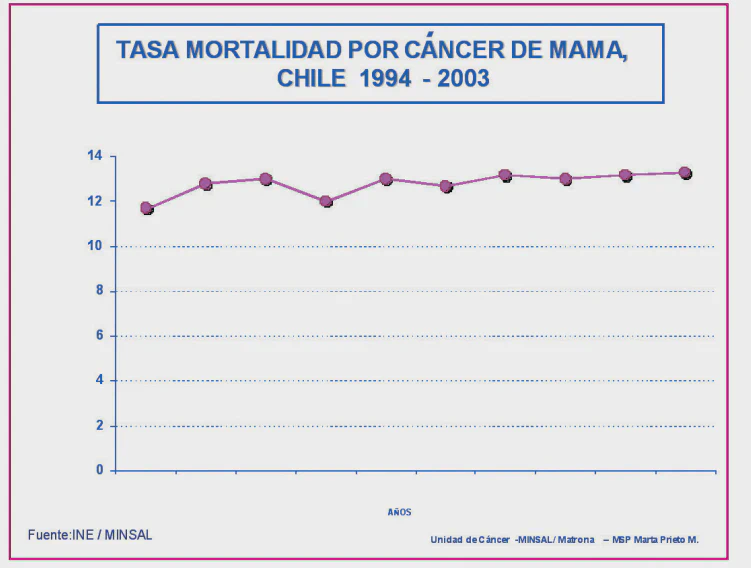 TASA MORTALIDAD POR CÁNCER DE MAMA,
CHILE 1994 - 2003
14
12
10
8
6
4
2
0
AÑOS
Fuente:INE / MINSAL
Unidad de Cáncer -MINSAL/ Matrona – MSP Marta Prieto M.